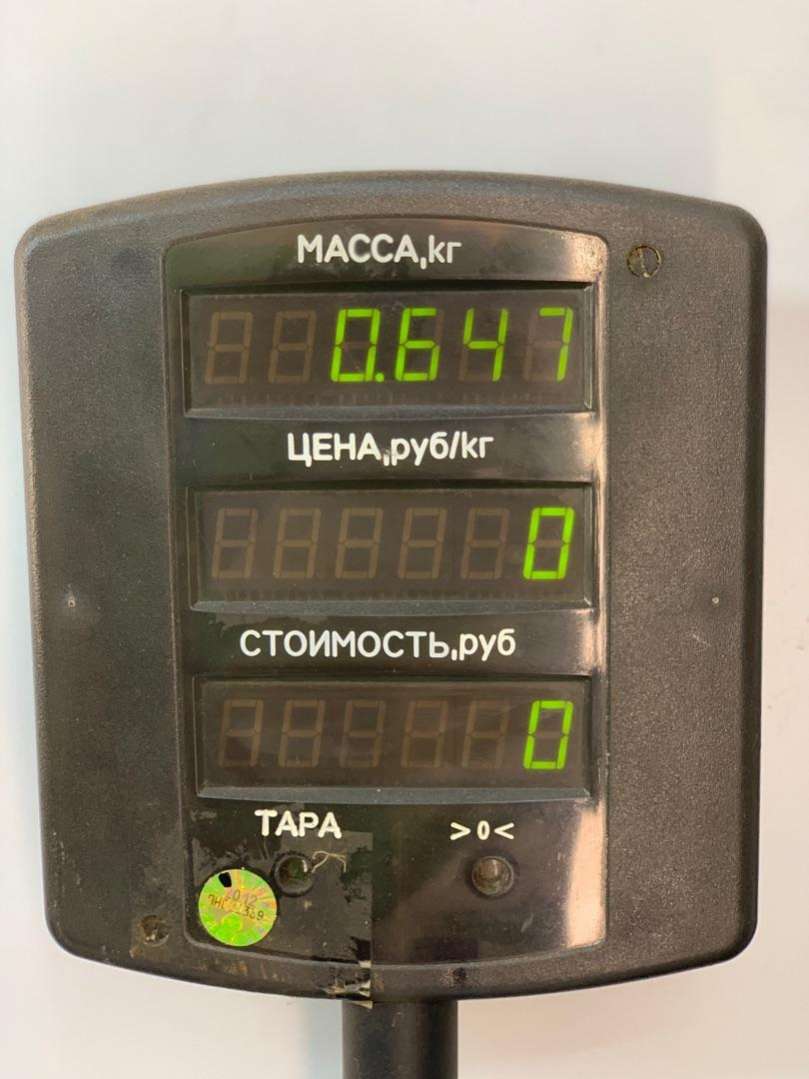 МАССА,кг
0.647
ЦЕНА,руб/кг
0
СТОИМОСТЬ,руб
0
ТАРА >0<